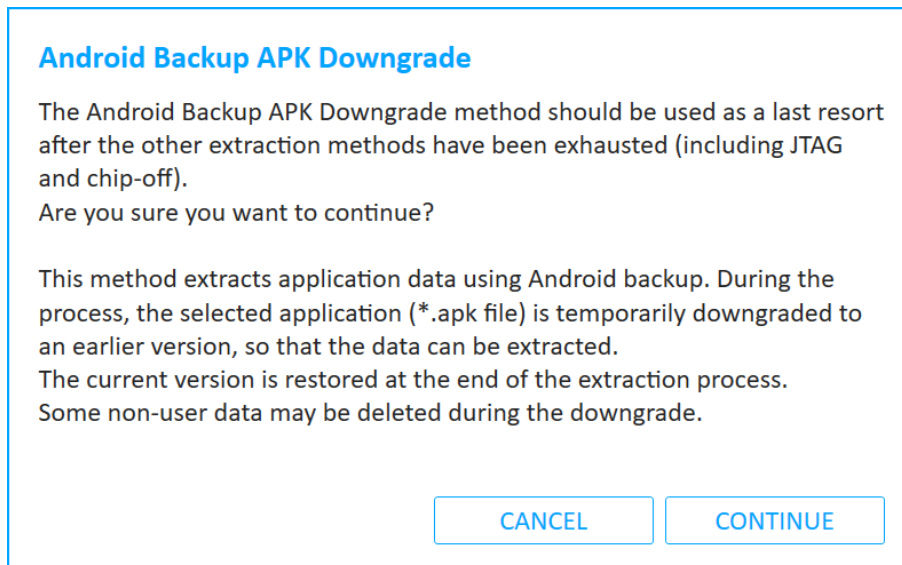 Android Backup APK Downgrade
The Android Backup APK Downgrade method should be used as a last resort
after the other extraction methods have been exhausted (including JTAG
and chip-off).
Are you sure you want to continue?
This method extracts application data using Android backup. During the
process, the selected application (*.apk file) is temporarily downgraded to
an earlier version, so that the data can be extracted.
The current version is restored at the end of the extraction process.
Some non-user data may be deleted during the downgrade.
CANCEL CONTINUE